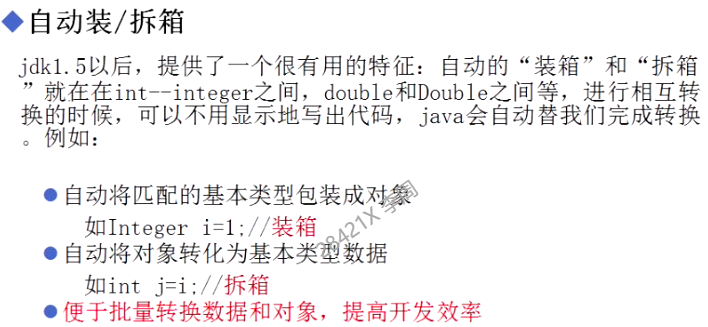 自动装/拆箱
jdk1.5以后，提供了一个很有用的特征：自动的“装箱”和“拆箱
”就在在int--integer之间，double和Double之间等，进行相互转
换的时候，可以不用显示地写出代码，java会自动替我们完成转换
。例如：
自动将匹配的基本类型包装成对象
如Integer i=1;//装箱
自动将对象转化为基本类型数据
如int j=i;//拆箱
便于批量转换数据和对象，提高开发效率
28421X 李周